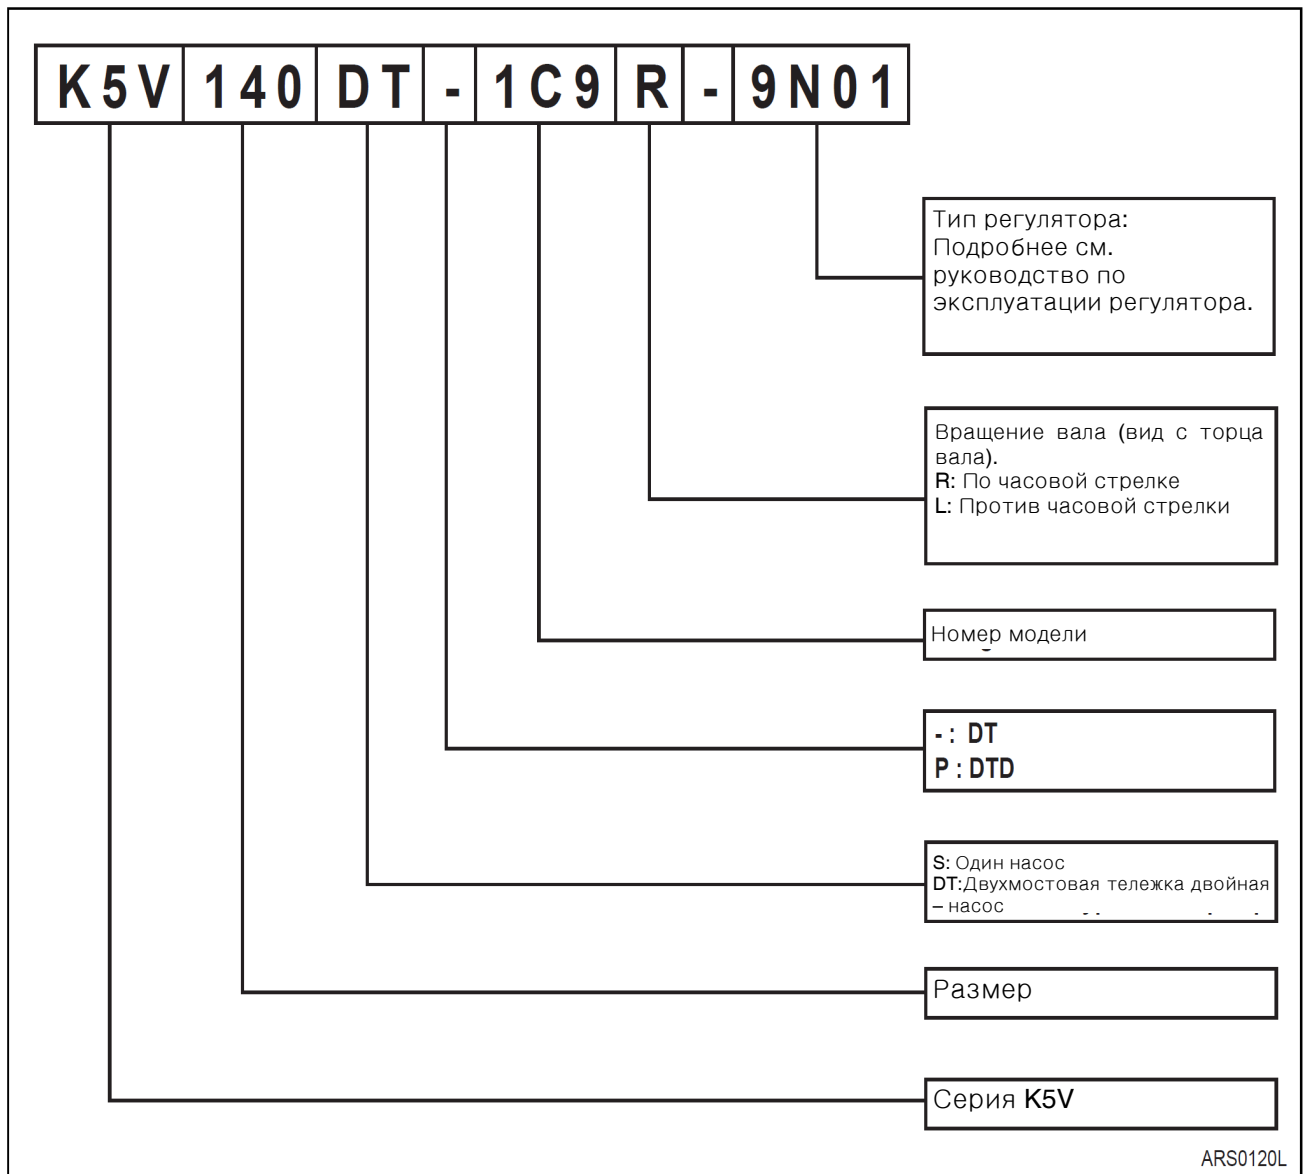 K5V 140 DT - 1C9 R - 9N01
Тип регулятора:
Подробнее см.
руководство по
эксплуатации регулятора.
Вращение вала (вид с торца
вала).
R: По часовой стрелке
L: Против часовой стрелки
Номер модели
- : DT
P : DTD
S: Один насос
DT:Двухмостовая тележка двойная
– насос
Размер
Серия K5V
ARS0120L